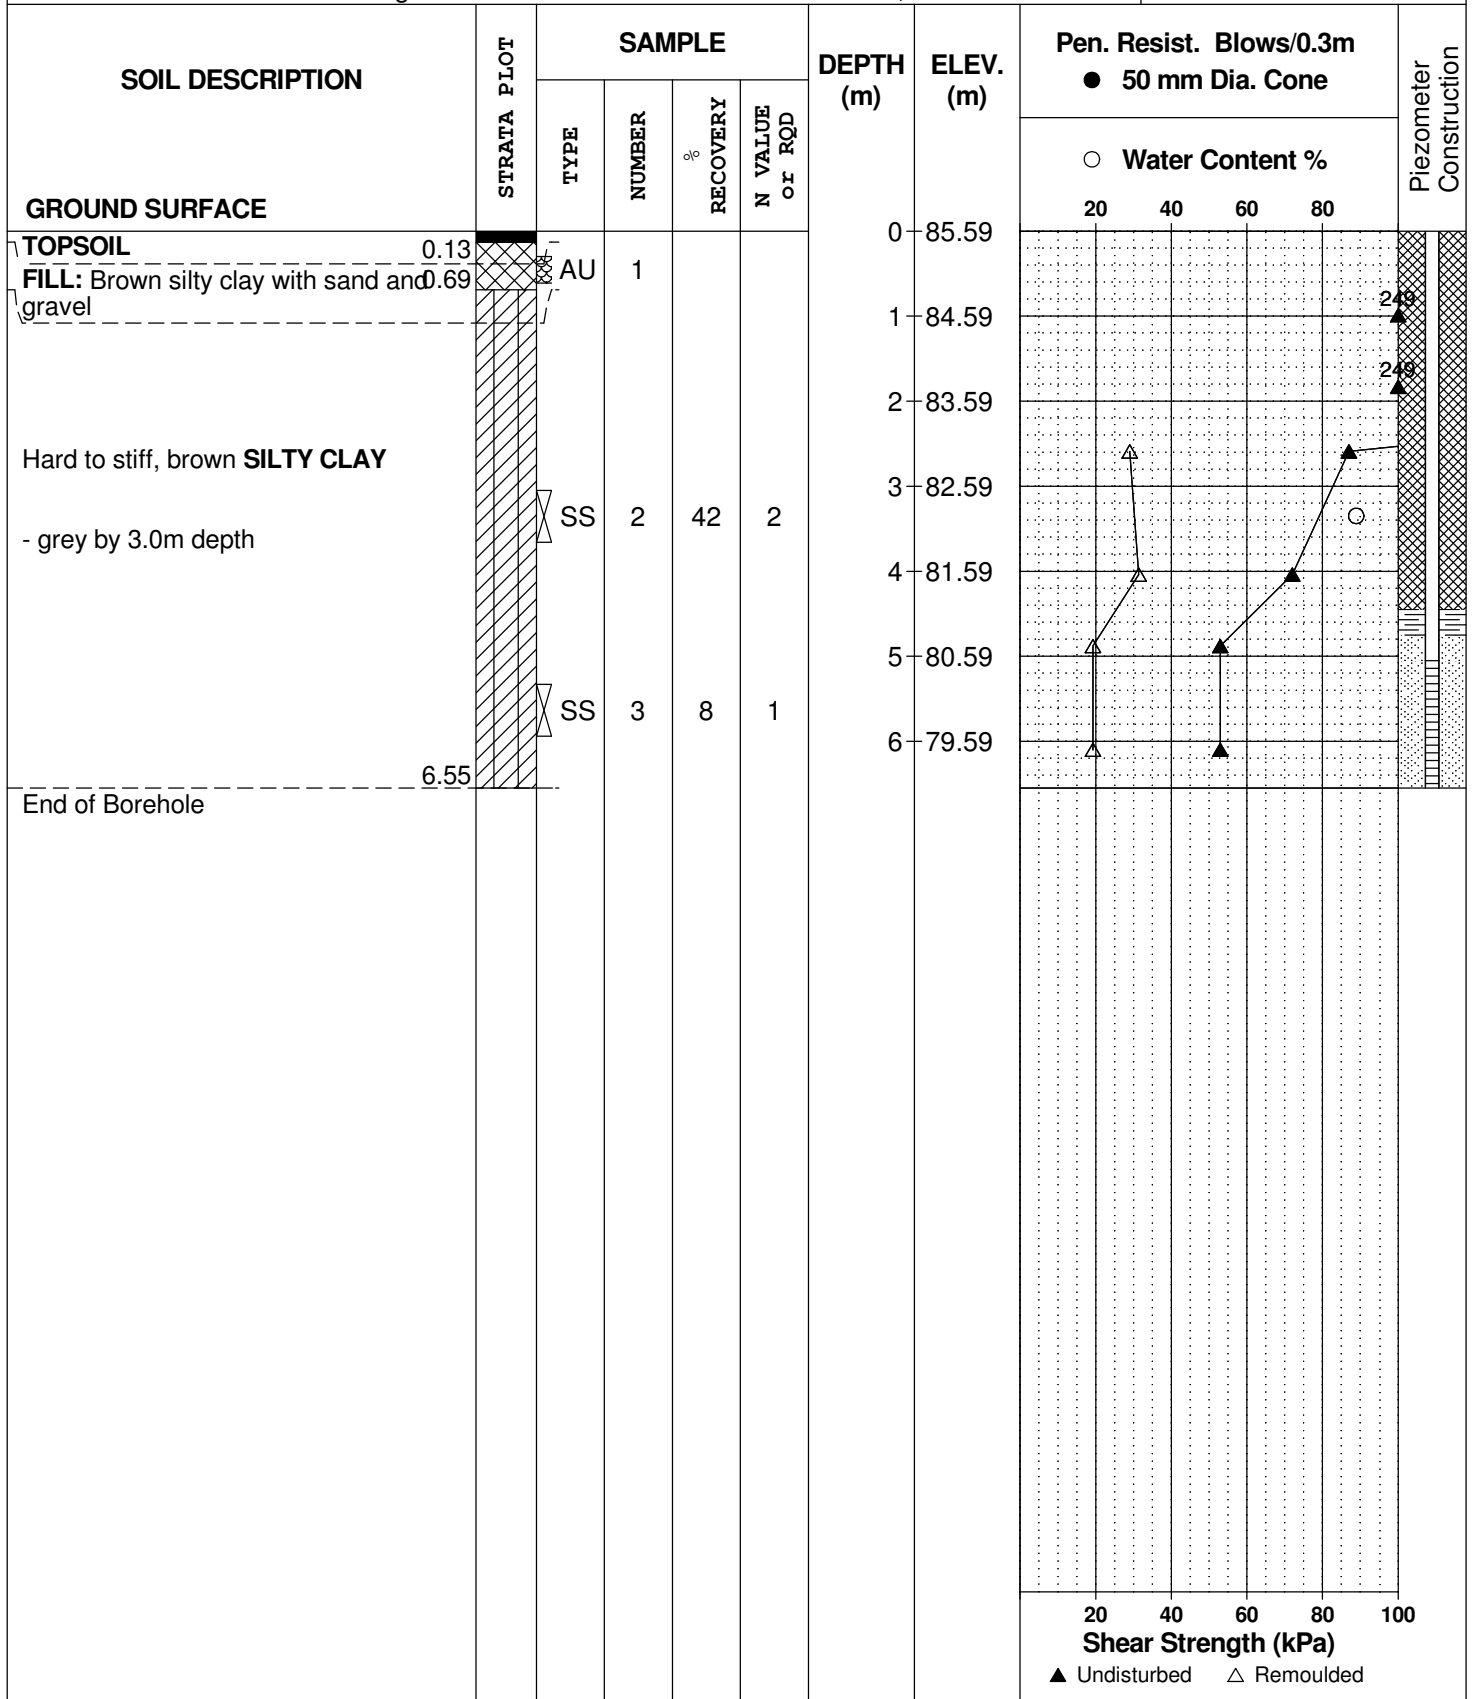 SOIL DESCRIPTION
GROUND SURFACE
STRATA PLOT
SAMPLE
TYPE
NUMBER
% RECOVERY
N VALUE or RQD
DEPTH (m)
ELEV. (m)
Pen. Resist. Blows/0.3m
● 50 mm Dia. Cone
○ Water Content %
20 40 60 80
Piezometer Construction
TOPSOIL 0.13
FILL: Brown silty clay with sand and 0.69
gravel
AU 1
0 85.59
249
1 84.59
249
2 83.59
Hard to stiff, brown SILTY CLAY
3 82.59
SS 2 42 2
- grey by 3.0m depth
4 81.59
5 80.59
SS 3 8 1
6 79.59
6.55
End of Borehole
20 40 60 80 100
Shear Strength (kPa)
▲ Undisturbed △ Remoulded